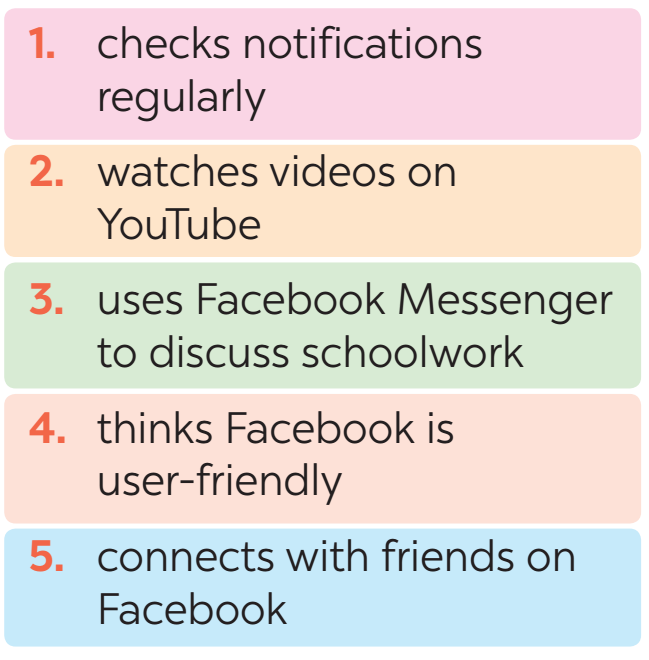 1. checks notifications
regularly
2. watches videos on
YouTube
3. uses Facebook Messenger
to discuss schoolwork
4. thinks Facebook is
user-friendly
5. connects with friends on
Facebook